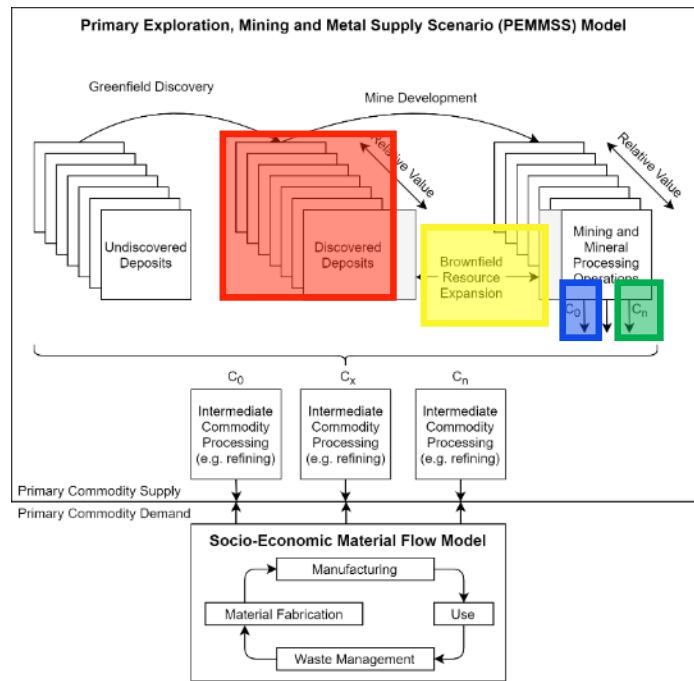 Primary Exploration, Mining and Metal Supply Scenario (PEMMSS) Model
Greenfield Discovery
Mine Development
Relative Value
Relative Value
Undiscovered
Deposits
Discovered
Deposits
Brownfield
Resource
Expansion
Mining and
Mineral
Processing
Operations
C₀
Cₙ
C₀
Cₓ
Cₙ
Intermediate
Commodity
Processing
(e.g. refining)
Intermediate
Commodity
Processing
(e.g. refining)
Intermediate
Commodity
Processing
(e.g. refining)
Primary Commodity Supply
Primary Commodity Demand
Socio-Economic Material Flow Model
Manufacturing
Material Fabrication
Use
Waste Management